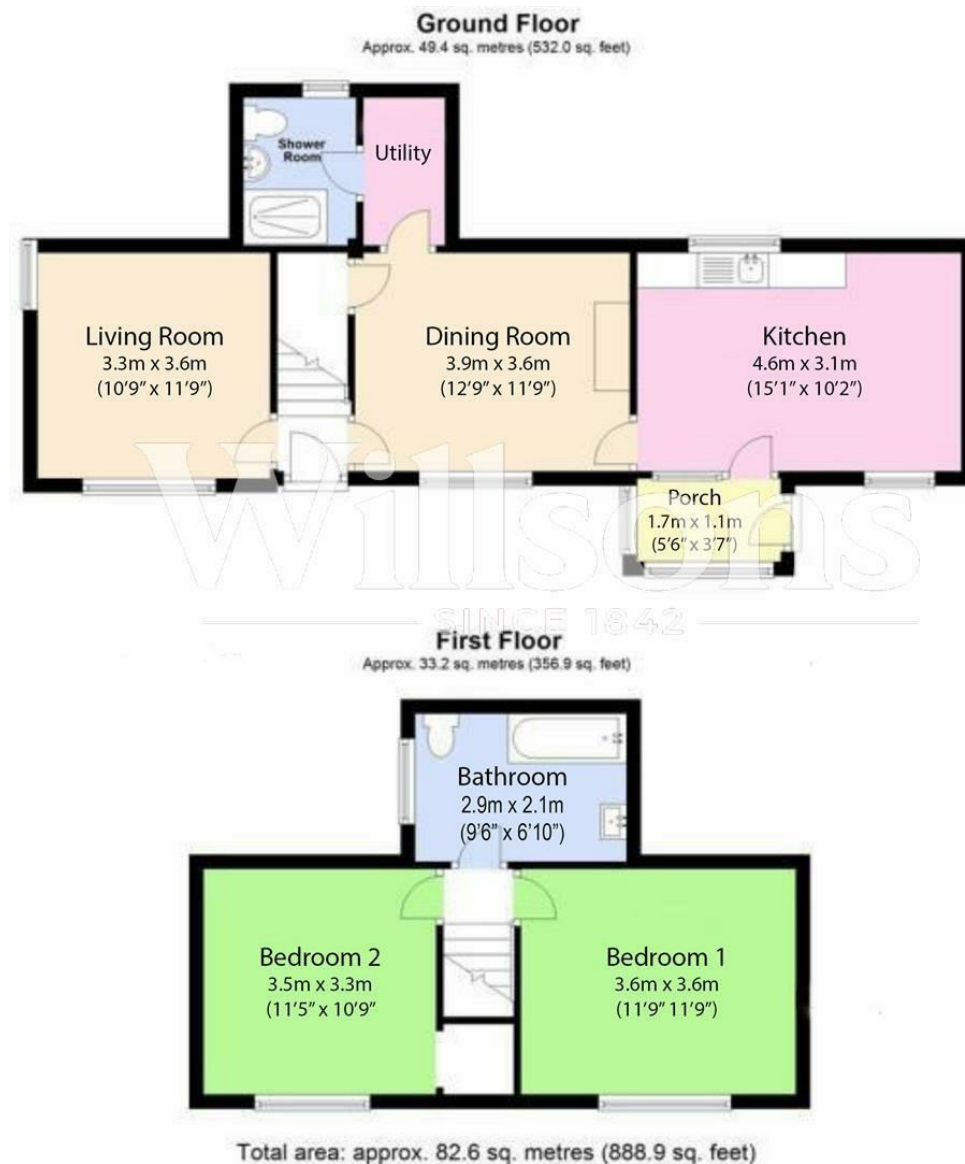 Ground Floor
Approx. 49.4 sq. metres (532.0 sq. feet)
Shower
Room
Utility
Living Room
3.3m x 3.6m
(10'9" x 11'9")
Dining Room
3.9m x 3.6m
(12'9" x 11'9")
Kitchen
4.6m x 3.1m
(15'1" x 10'2")
Porch
1.7m x 1.1m
(5'6" x 3'7")
Willsons
SINCE 1842
First Floor
Approx. 33.2 sq. metres (356.9 sq. feet)
Bathroom
2.9m x 2.1m
(9'6" x 6'10")
Bedroom 2
3.5m x 3.3m
(11'5" x 10'9"
Bedroom 1
3.6m x 3.6m
(11'9" 11'9")
Total area: approx. 82.6 sq. metres (888.9 sq. feet)